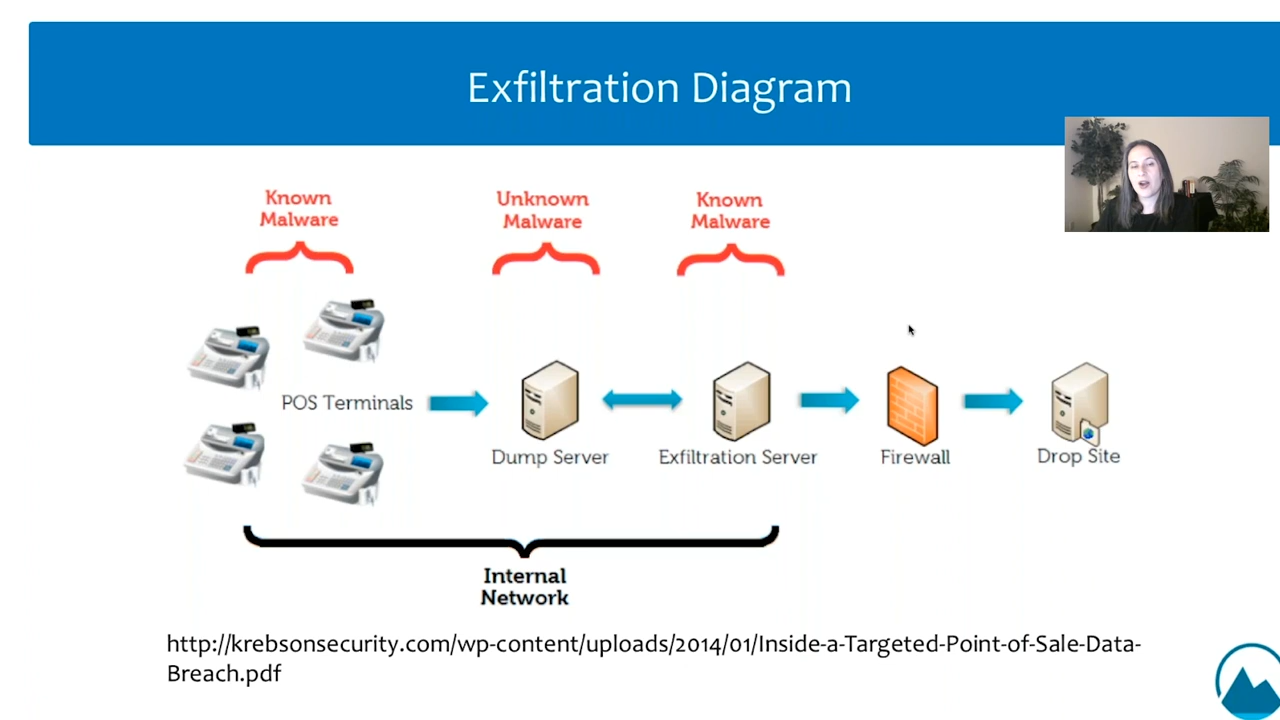 Exfiltration Diagram
Known
Malware
Unknown
Malware
Known
Malware
POS Terminals
Dump Server
Exfiltration Server
Firewall
Drop Site
Internal
Network
http://krebsonsecurity.com/wp-content/uploads/2014/01/Inside-a-Targeted-Point-of-Sale-Data-
Breach.pdf